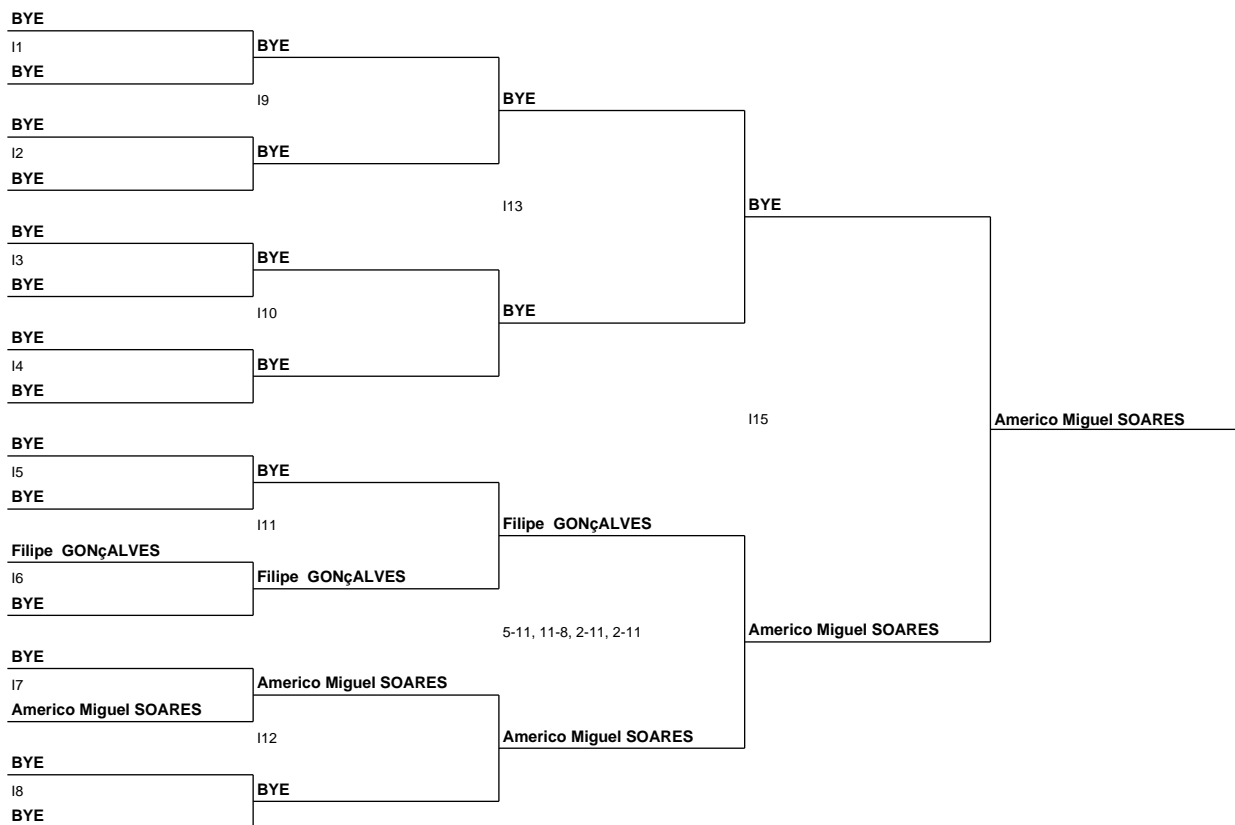 BYE
I1
BYE
BYE
I9
BYE
BYE
I2
BYE
BYE
I13
BYE
BYE
I3
BYE
BYE
I10
BYE
BYE
I4
BYE
BYE
I15
Americo Miguel SOARES
BYE
I5
BYE
BYE
I11
Filipe  GONçALVES
Filipe  GONçALVES
I6
Filipe  GONçALVES
BYE
5-11, 11-8, 2-11, 2-11
Americo Miguel SOARES
BYE
I7
Americo Miguel SOARES
Americo Miguel SOARES
I12
Americo Miguel SOARES
BYE
I8
BYE
BYE